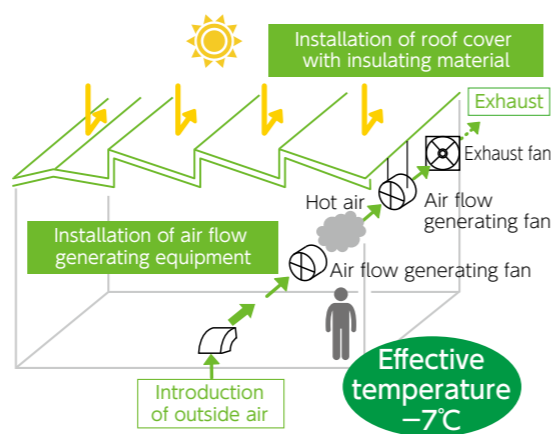 Installation of roof cover
with insulating material
Exhaust
Exhaust fan
Hot air
Air flow
generating fan
Installation of air flow
generating equipment
Air flow generating fan
Introduction
of outside air
Effective
temperature
−7℃